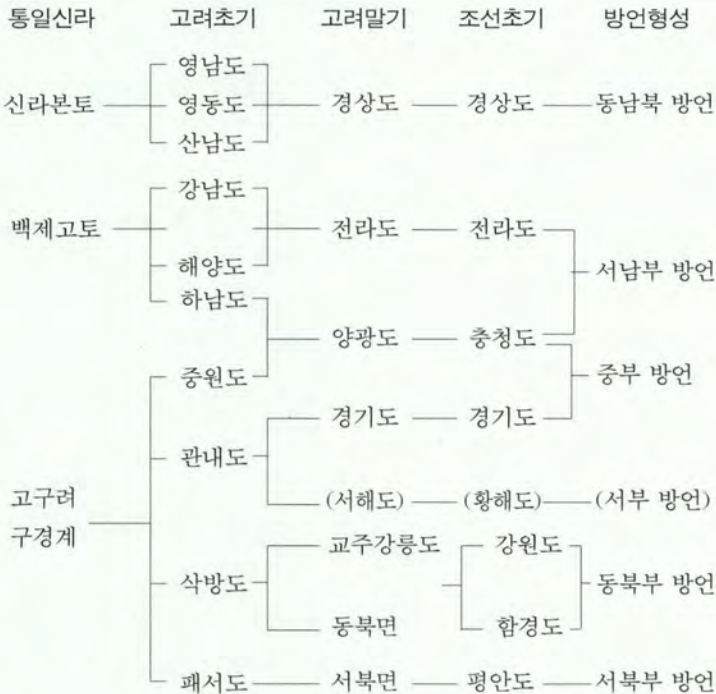 통일신라 고려초기 고려말기 조선초기 방언형성
영남도
신라본토 영동도 경상도 경상도 동남북 방언
산남도
강남도
백제고토 전라도 전라도
해양도 서남부 방언
하남도
양광도 충청도
중원도 중부 방언
경기도 경기도
관내도
고구려 (서해도) (황해도) (서부 방언)
구경계
교주강릉도 강원도
삭방도 동북부 방언
동북면 함경도
패서도 서북면 평안도 서북부 방언